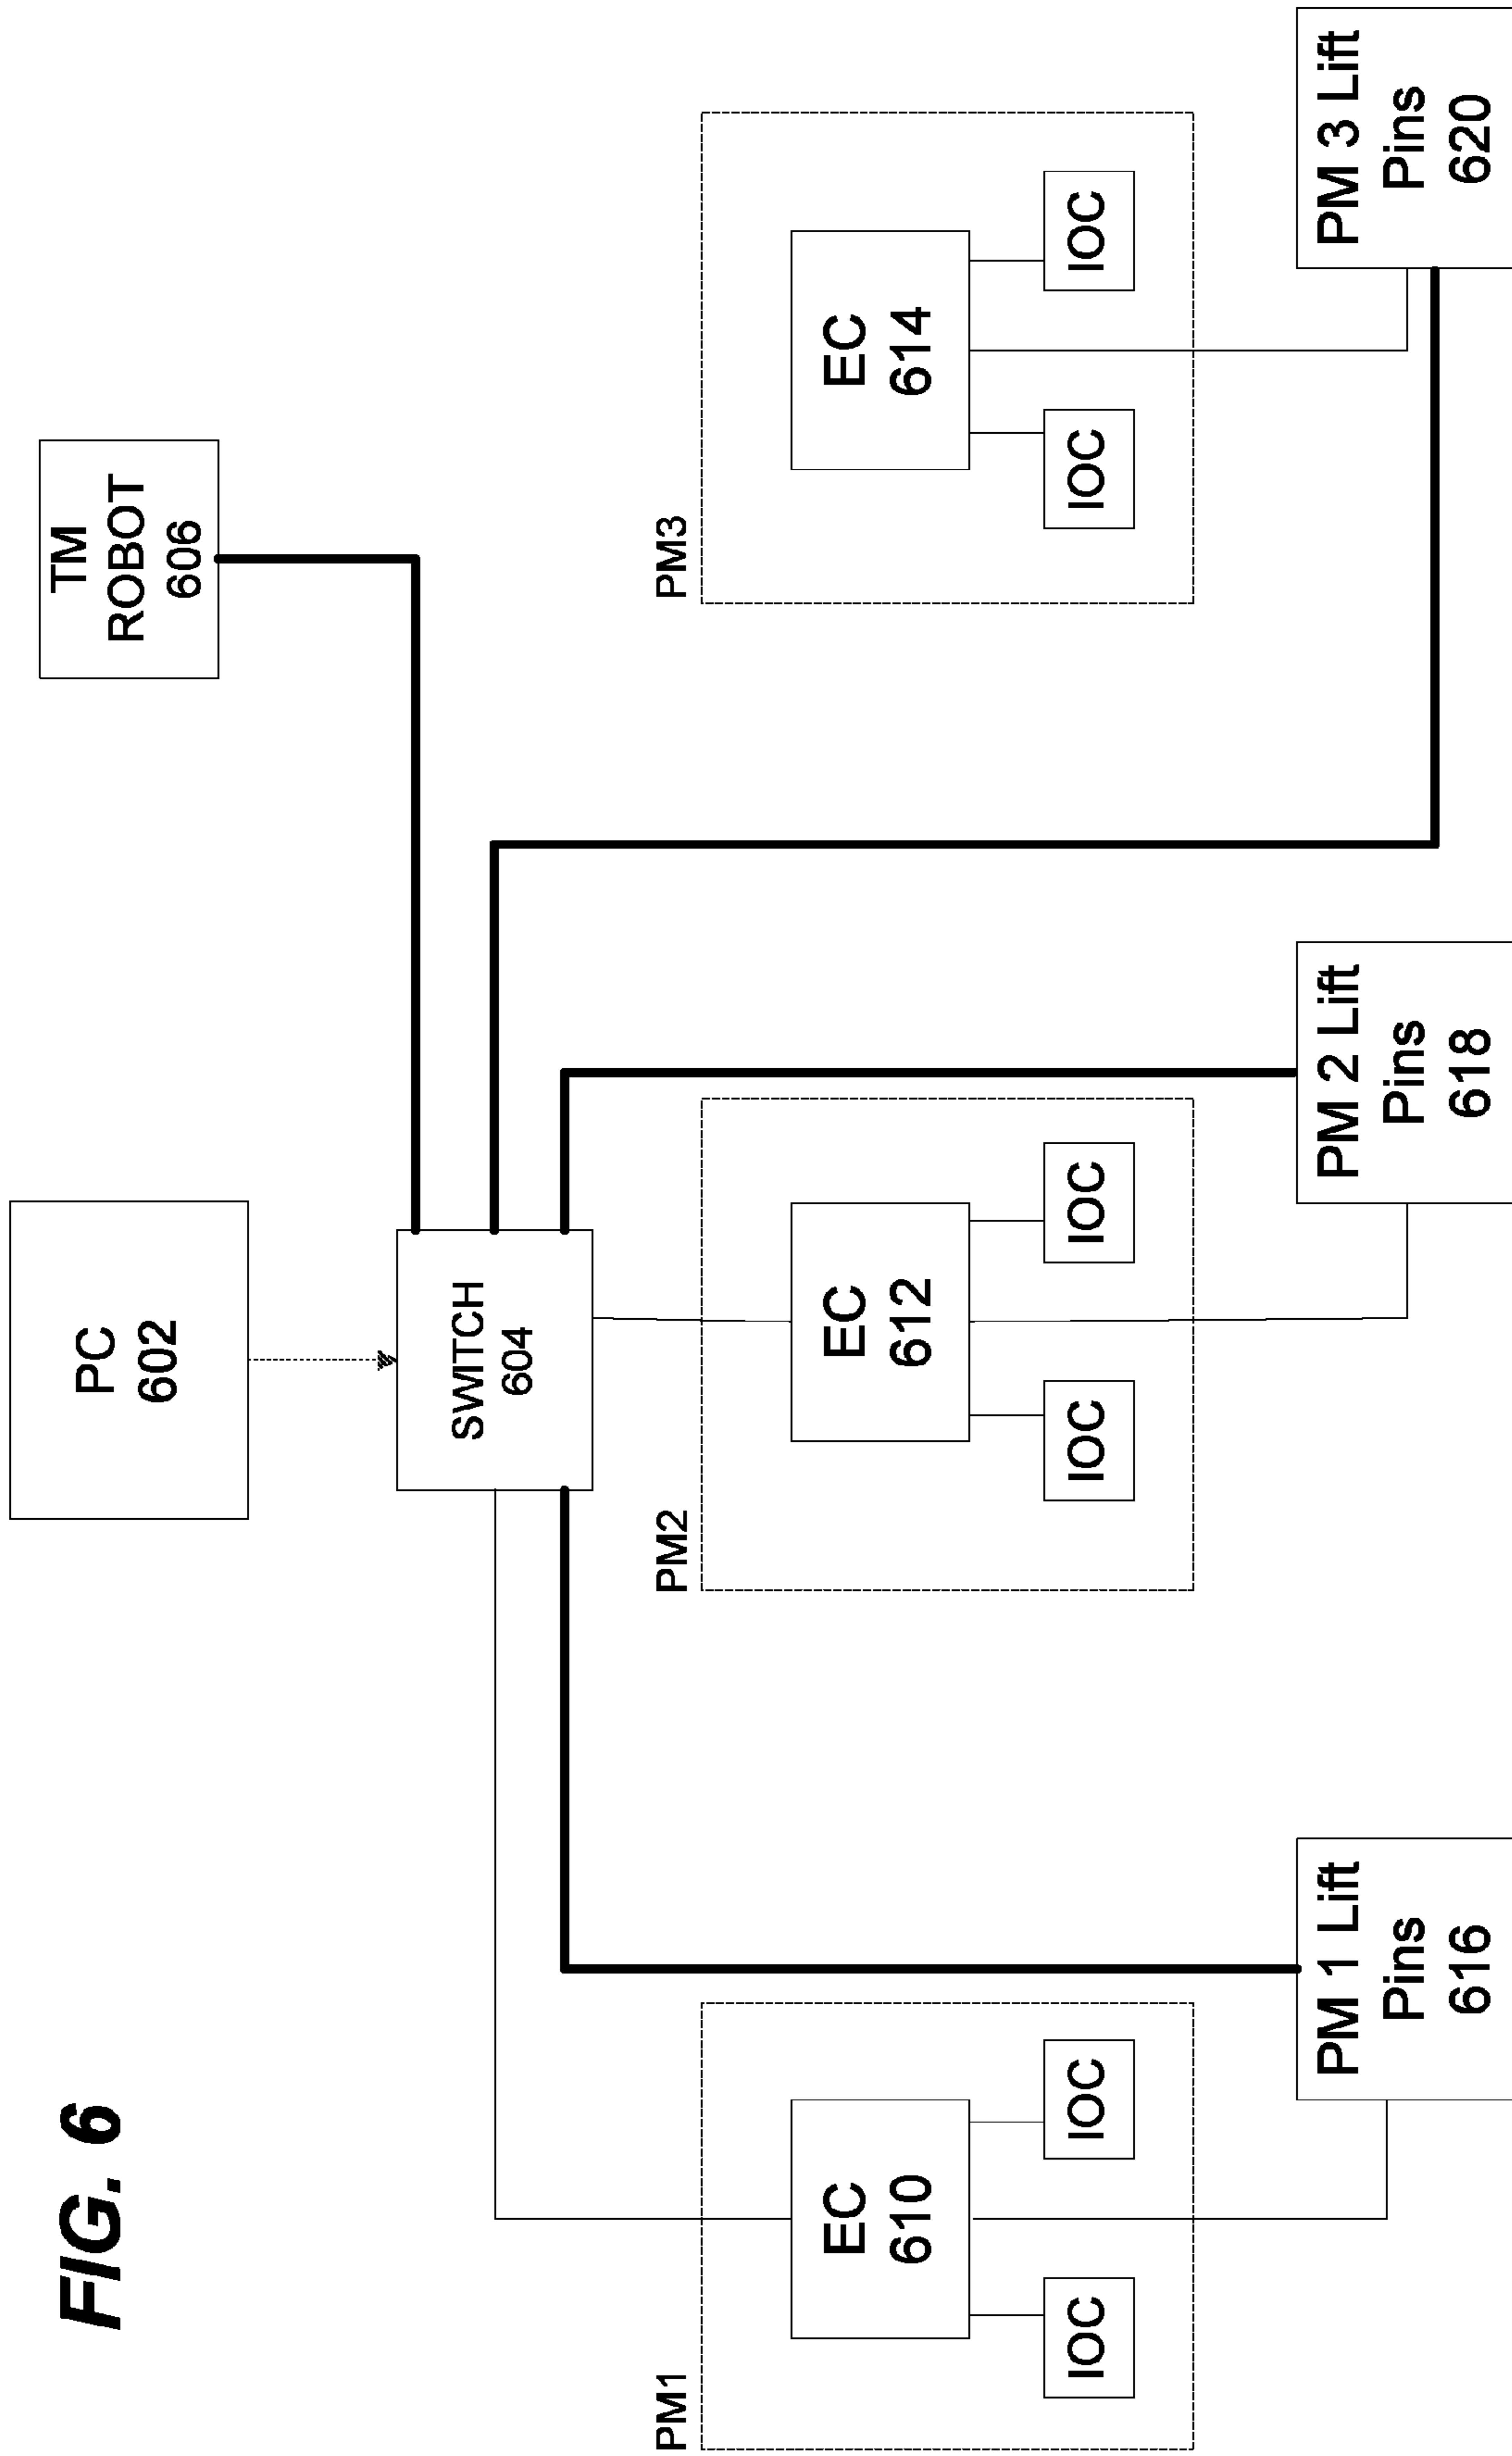 FIG. 6
PC
602
TM
ROBOT
606
SWITCH
604
PM1
EC
610
IOC
IOC
PM2
EC
612
IOC
IOC
PM3
EC
614
IOC
IOC
PM 1 Lift
Pins
616
PM 2 Lift
Pins
618
PM 3 Lift
Pins
620